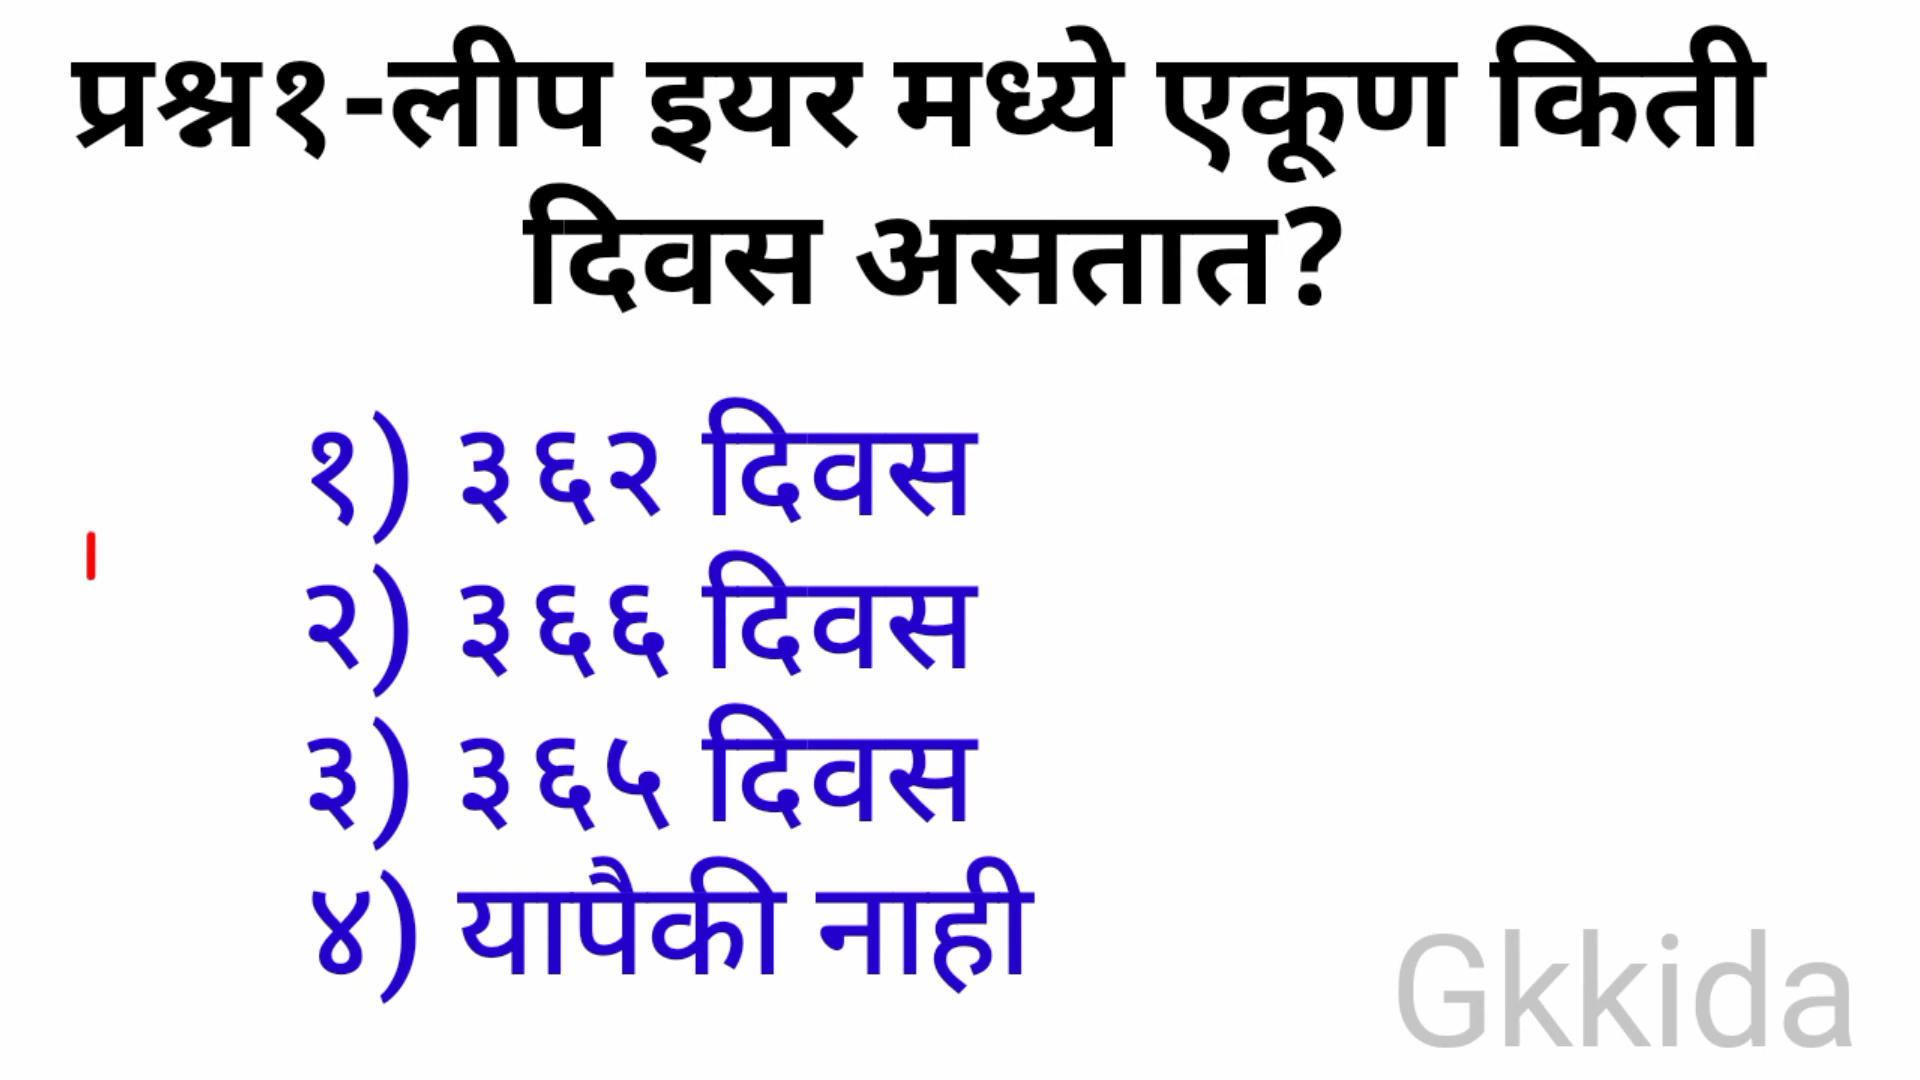 प्रश्न१-लीप इयर मध्ये एकूण किती
दिवस असतात?
१) ३६२ दिवस
२) ३६६ दिवस
३) ३६५ दिवस
४) यापैकी नाही
Gkkida